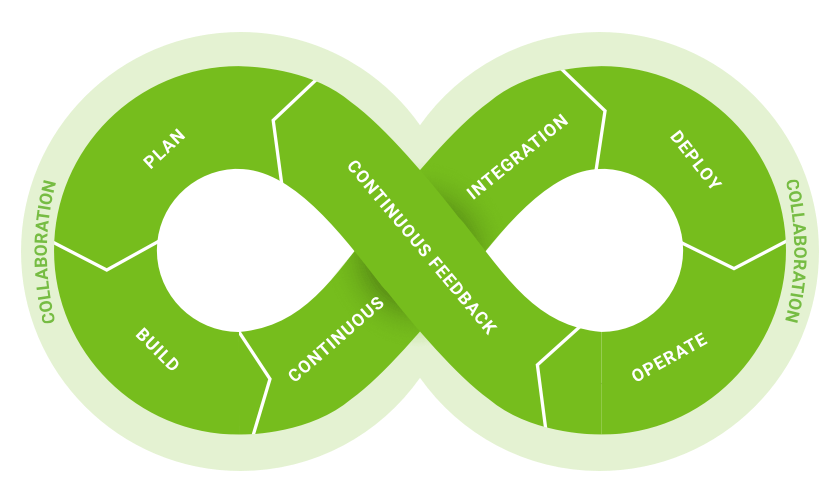 COLLABORATION
PLAN
BUILD
CONTINUOUS
INTEGRATION
DEPLOY
OPERATE
CONTINUOUS FEEDBACK
COLLABORATION